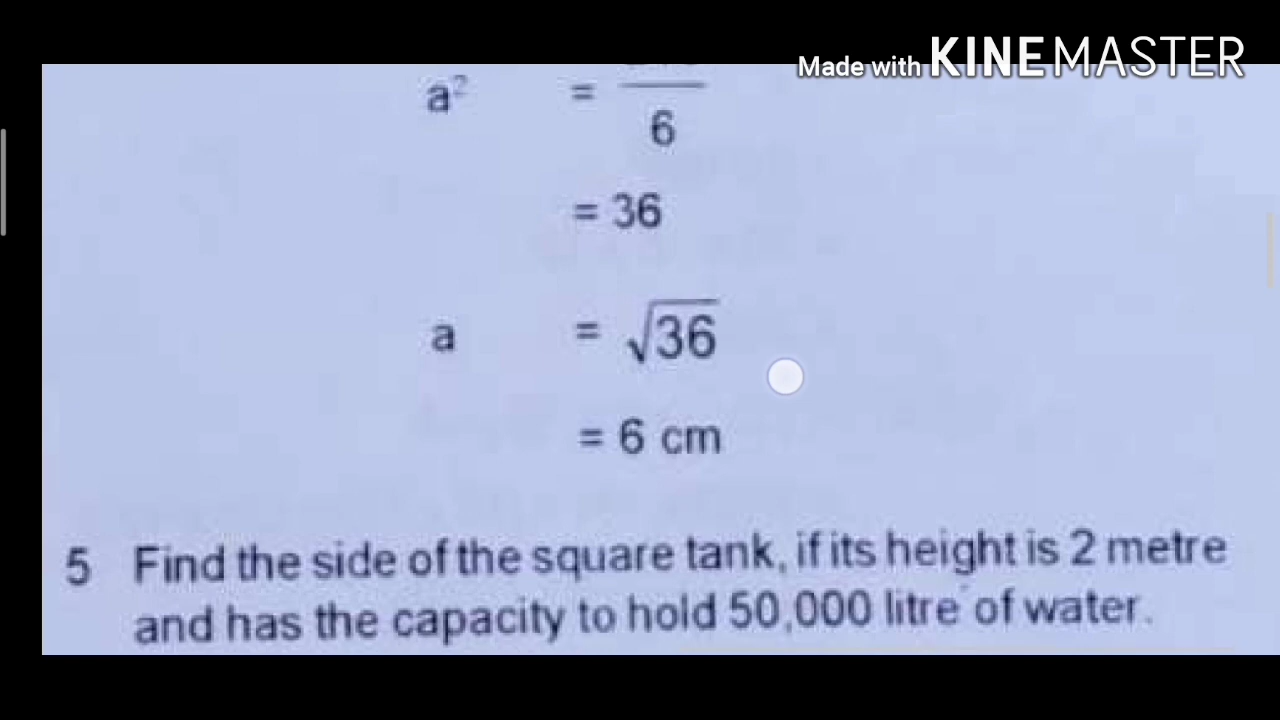 Made with KINEMASTER
a² =
6
= 36
a = √36
= 6 cm
5 Find the side of the square tank, if its height is 2 metre
and has the capacity to hold 50,000 litre of water.